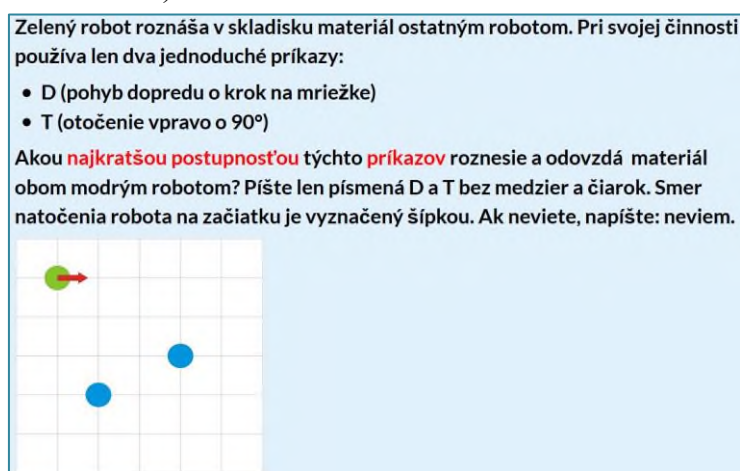 Zelený robot roznáša v skladisku materiál ostatným robotom. Pri svojej činnosti
používa len dva jednoduché príkazy:
• D (pohyb dopredu o krok na mriežke)
• T (otočenie vpravo o 90°)
Akou najkratšou postupnosťou týchto príkazov roznesie a odovzdá materiál
obom modrým robotom? Píšte len písmená D a T bez medzier a čiarok. Smer
natočenia robota na začiatku je vyznačený šípkou. Ak neviete, napíšte: neviem.